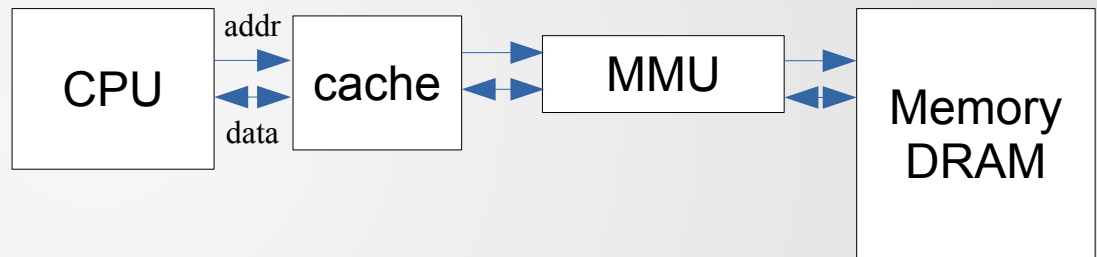 addr
CPU
cache
MMU
data
Memory
DRAM